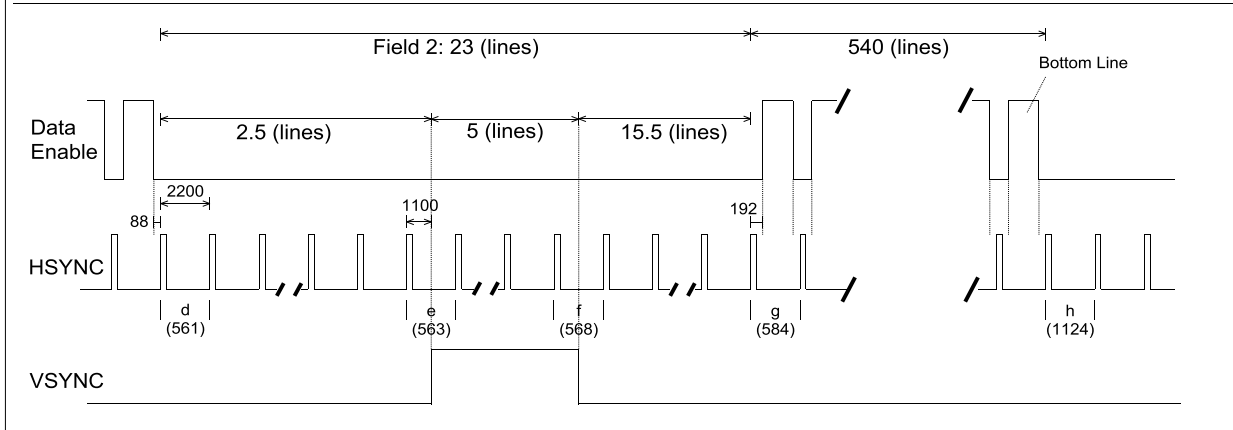 Field 2: 23 (lines)
540 (lines)
Bottom Line
Data
Enable
2.5 (lines)
5 (lines)
15.5 (lines)
2200
88
1100
192
HSYNC
d
(561)
e
(563)
f
(568)
g
(584)
h
(1124)
VSYNC